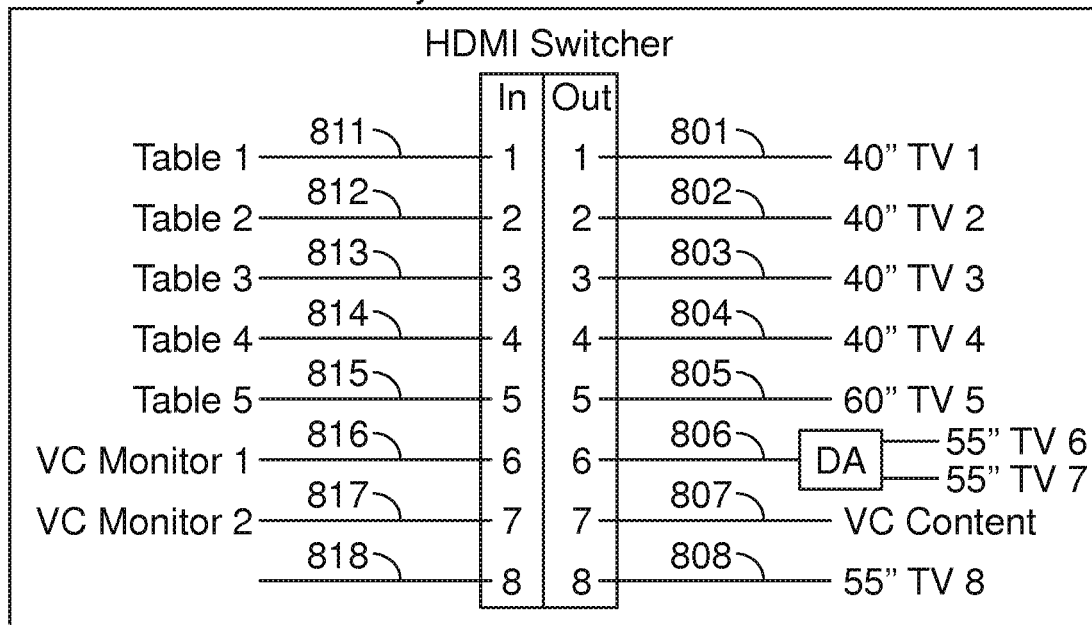 HDMI Switcher
In Out
811 801
Table 1 1 1 40” TV 1
812 802
Table 2 2 2 40” TV 2
813 803
Table 3 3 3 40” TV 3
814 804
Table 4 4 4 40” TV 4
815 805
Table 5 5 5 60” TV 5
816 806 55” TV 6
VC Monitor 1 6 6 DA
55” TV 7
817 807
VC Monitor 2 7 7 VC Content
818 808
8 8 55” TV 8